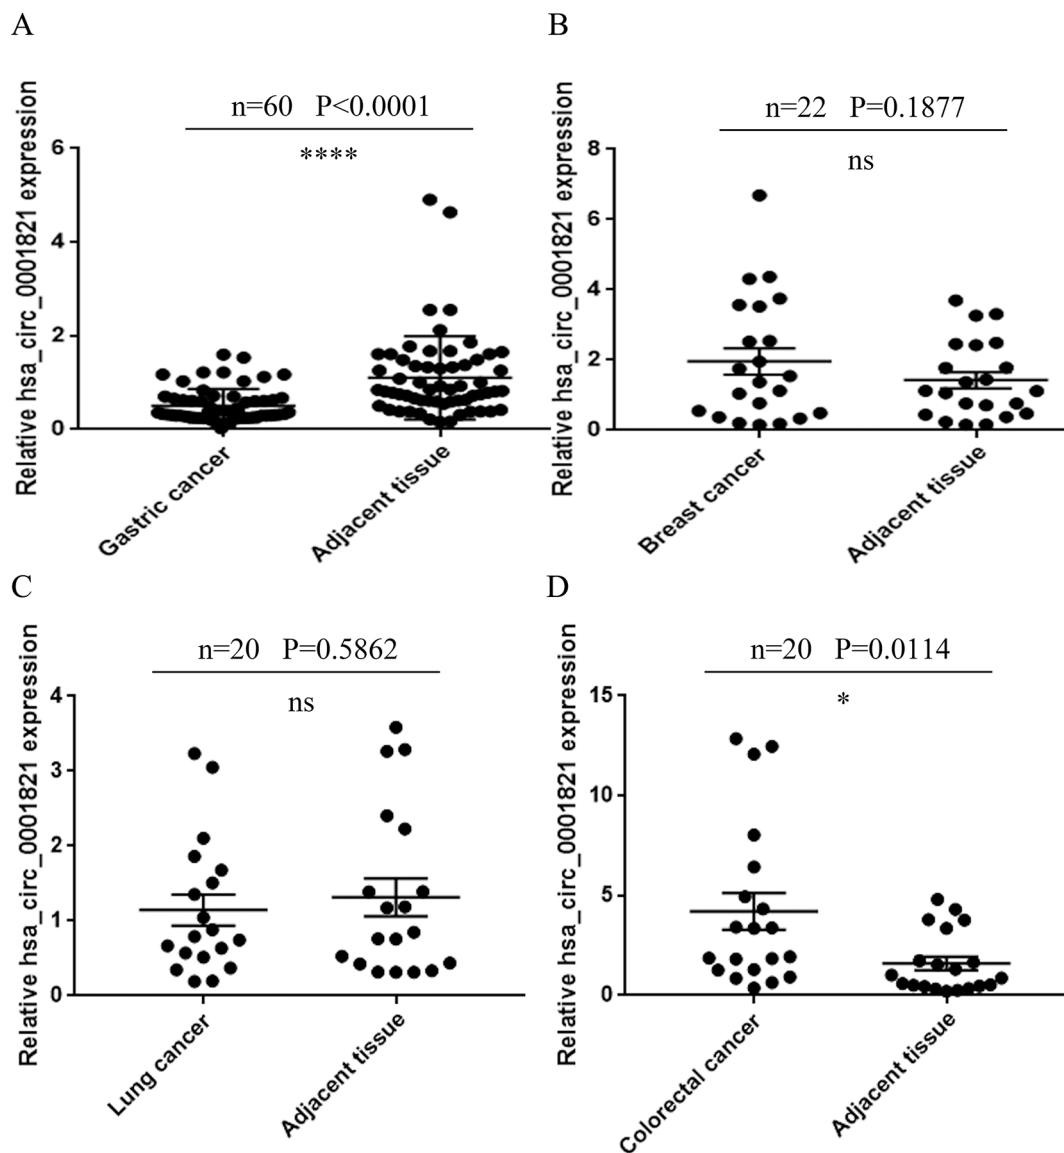 A
n=60 P<0.0001
****
Relative hsa_circ_0001821 expression
6
4
2
0
Gastric cancer
Adjacent tissue
B
n=22 P=0.1877
ns
Relative hsa_circ_0001821 expression
8
6
4
2
0
Breast cancer
Adjacent tissue
C
n=20 P=0.5862
ns
Relative hsa_circ_0001821 expression
4
3
2
1
0
Lung cancer
Adjacent tissue
D
n=20 P=0.0114
*
Relative hsa_circ_0001821 expression
15
10
5
0
Colorectal cancer
Adjacent tissue